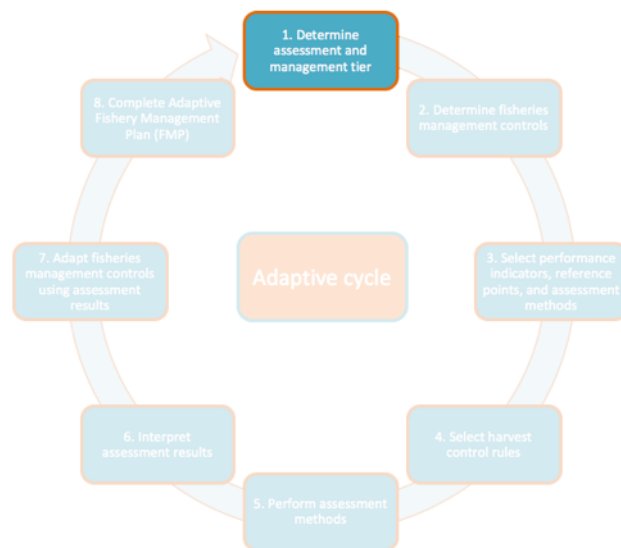 1. Determine
assessment and
management tier
8. Complete Adaptive
Fishery Management
Plan (FMP)
2. Determine fisheries
management controls
7. Adapt fisheries
management controls
using assessment
results
Adaptive cycle
3. Select performance
indicators, reference
points, and assessment
methods
6. Interpret
assessment results
4. Select harvest
control rules
5. Perform assessment
methods